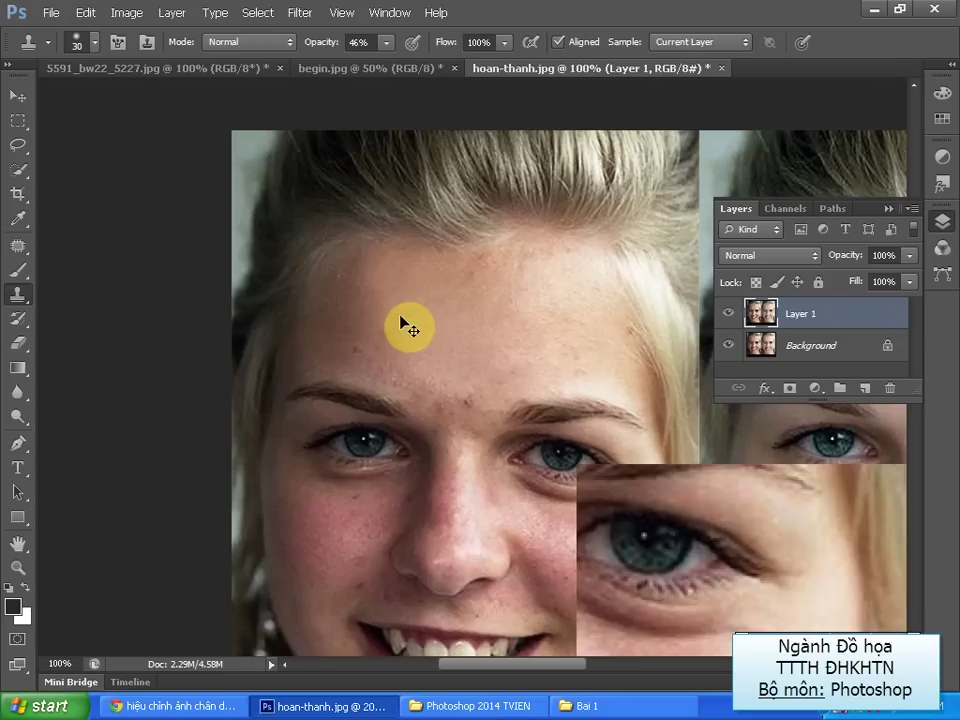 Ps File Edit Image Layer Type Select Filter View Window Help
30 Mode: Normal Opacity: 46% Flow: 100% Aligned Sample: Current Layer
5591_bw22_5227.jpg @ 100% (RGB/8*) * × begin.jpg @ 50% (RGB/8) * × hoan-thanh.jpg @ 100% (Layer 1, RGB/8#) * ×
Layers Channels Paths
Kind
Normal Opacity: 100%
Lock: Fill: 100%
Layer 1
Background
100% Doc: 2.29M/4.58M
Mini Bridge Timeline
Ngành Đồ họa
TTTH ĐHKHTN
Bộ môn: Photoshop
start hiệu chỉnh ảnh chân d... Ps hoan-thanh.jpg @ 20... Photoshop 2014 TVIEN Bai 1